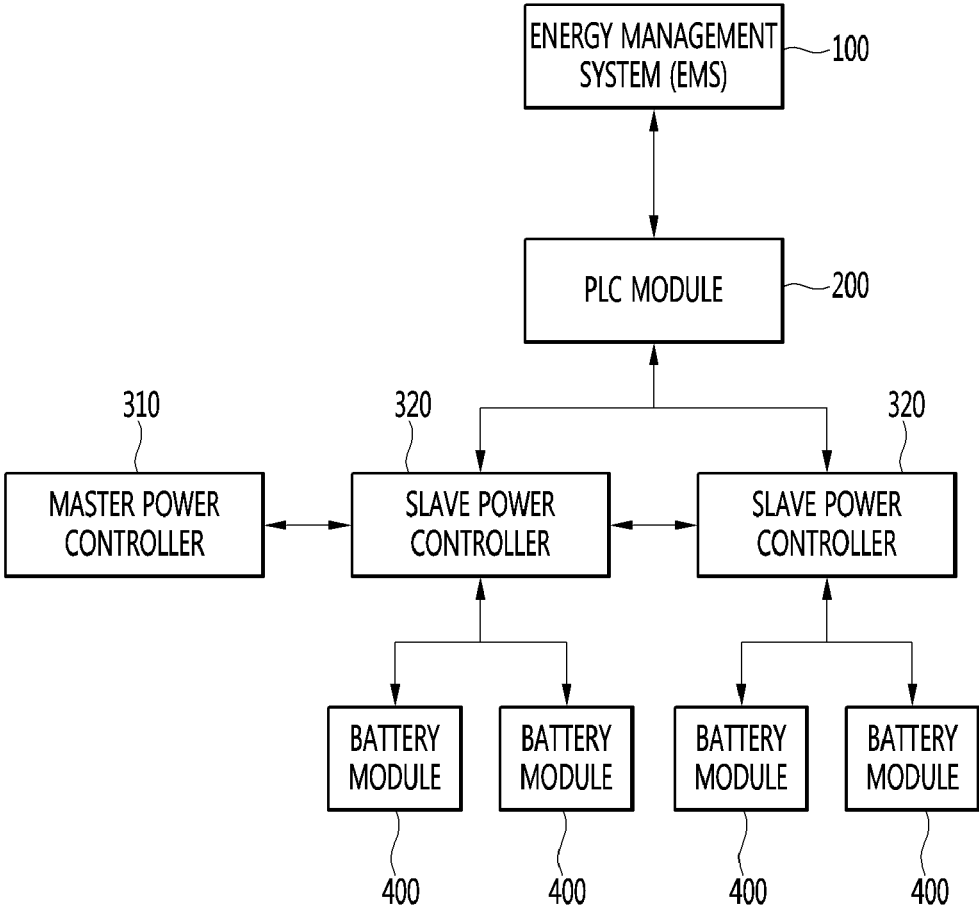 ENERGY MANAGEMENT
SYSTEM (EMS)
100
PLC MODULE
200
310
320
320
MASTER POWER
CONTROLLER
SLAVE POWER
CONTROLLER
SLAVE POWER
CONTROLLER
BATTERY
MODULE
BATTERY
MODULE
BATTERY
MODULE
BATTERY
MODULE
400
400
400
400